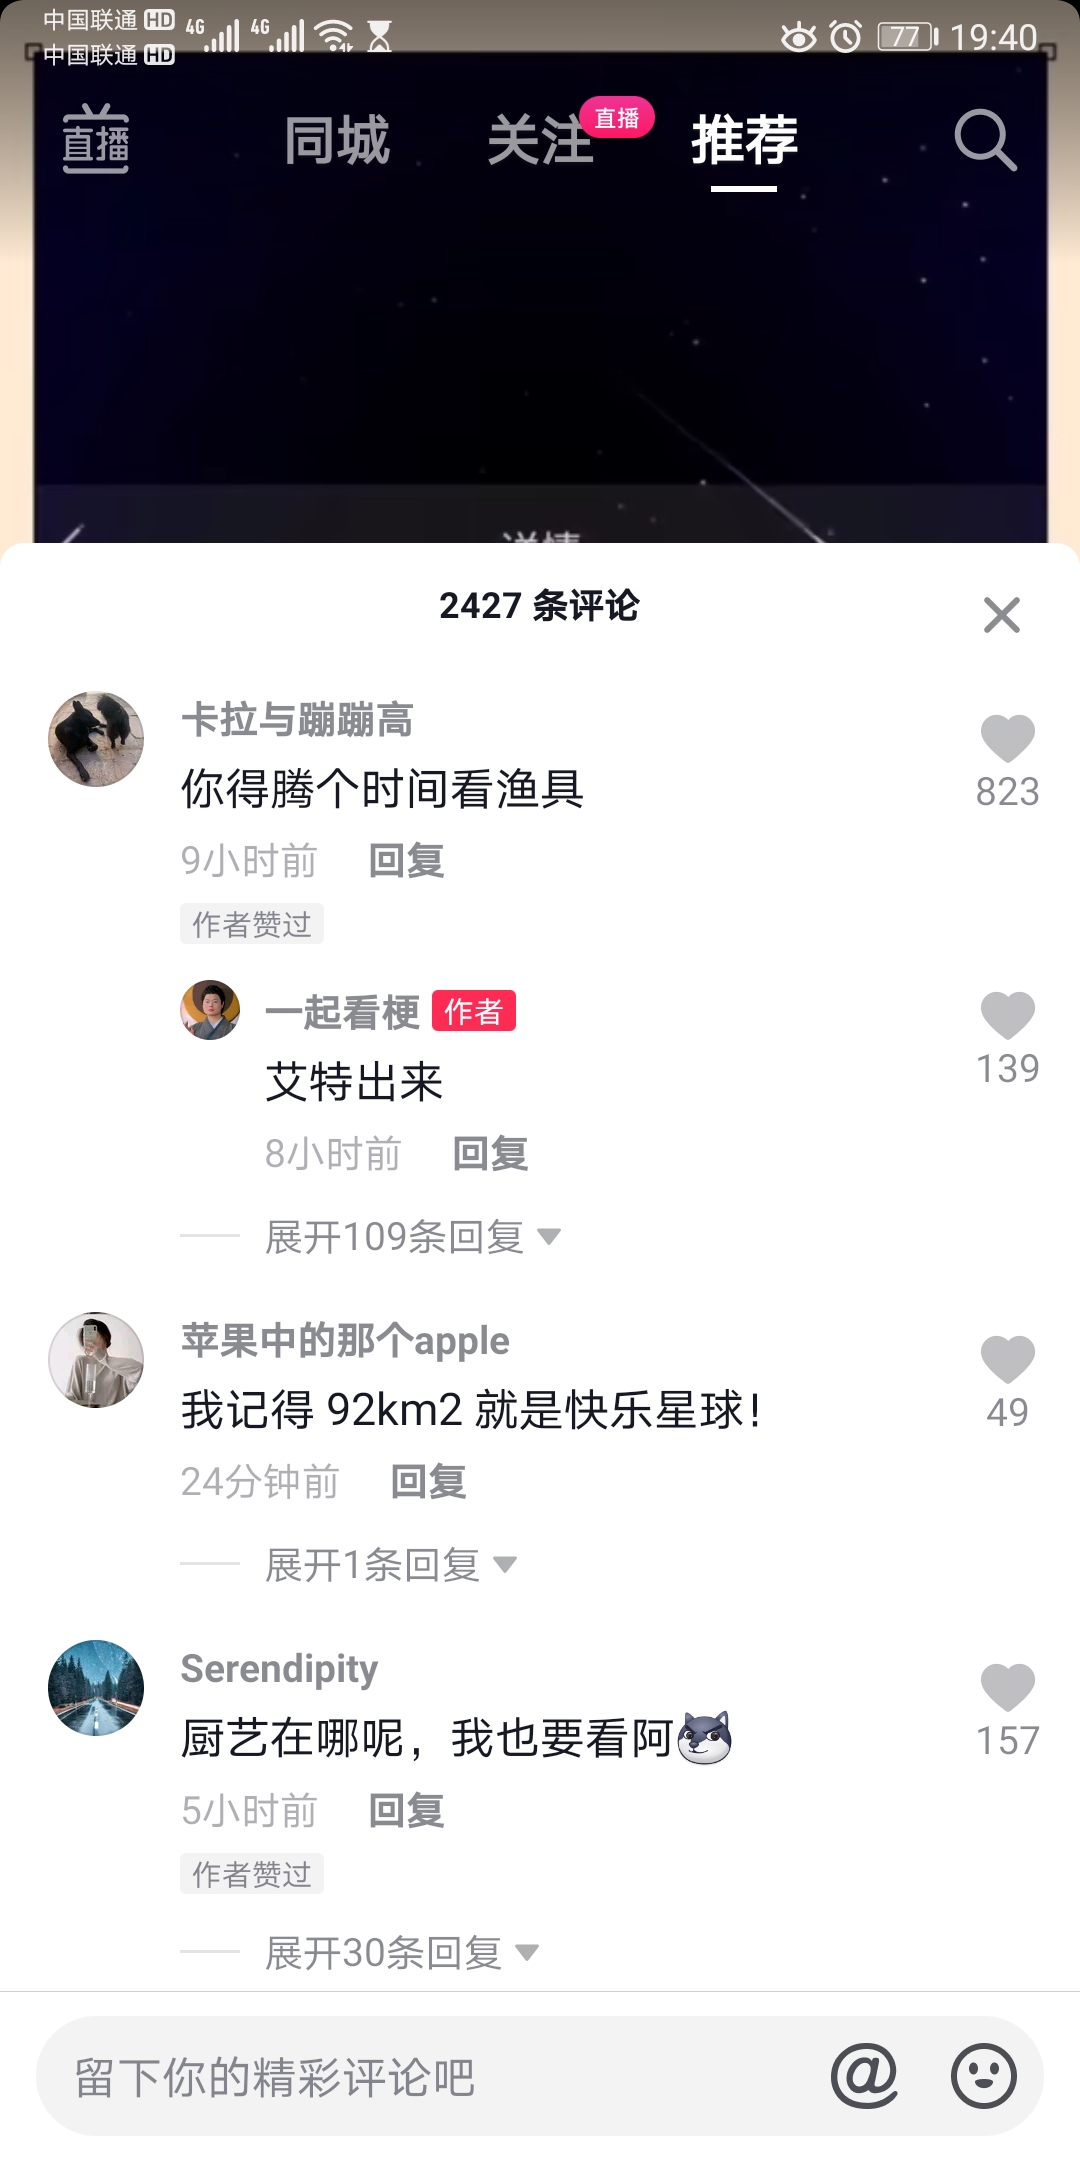 中国联通 HD 4G 4G 77 19:40
中国联通 HD
直播 同城 关注 直播 推荐
详情
2427 条评论
卡拉与蹦蹦高
你得腾个时间看渔具
823
9小时前 回复
作者赞过
一起看梗 作者
艾特出来
139
8小时前 回复
展开109条回复
苹果中的那个apple
我记得 92km2 就是快乐星球!
49
24分钟前 回复
展开1条回复
Serendipity
厨艺在哪呢，我也要看阿
157
5小时前 回复
作者赞过
展开30条回复
留下你的精彩评论吧 @